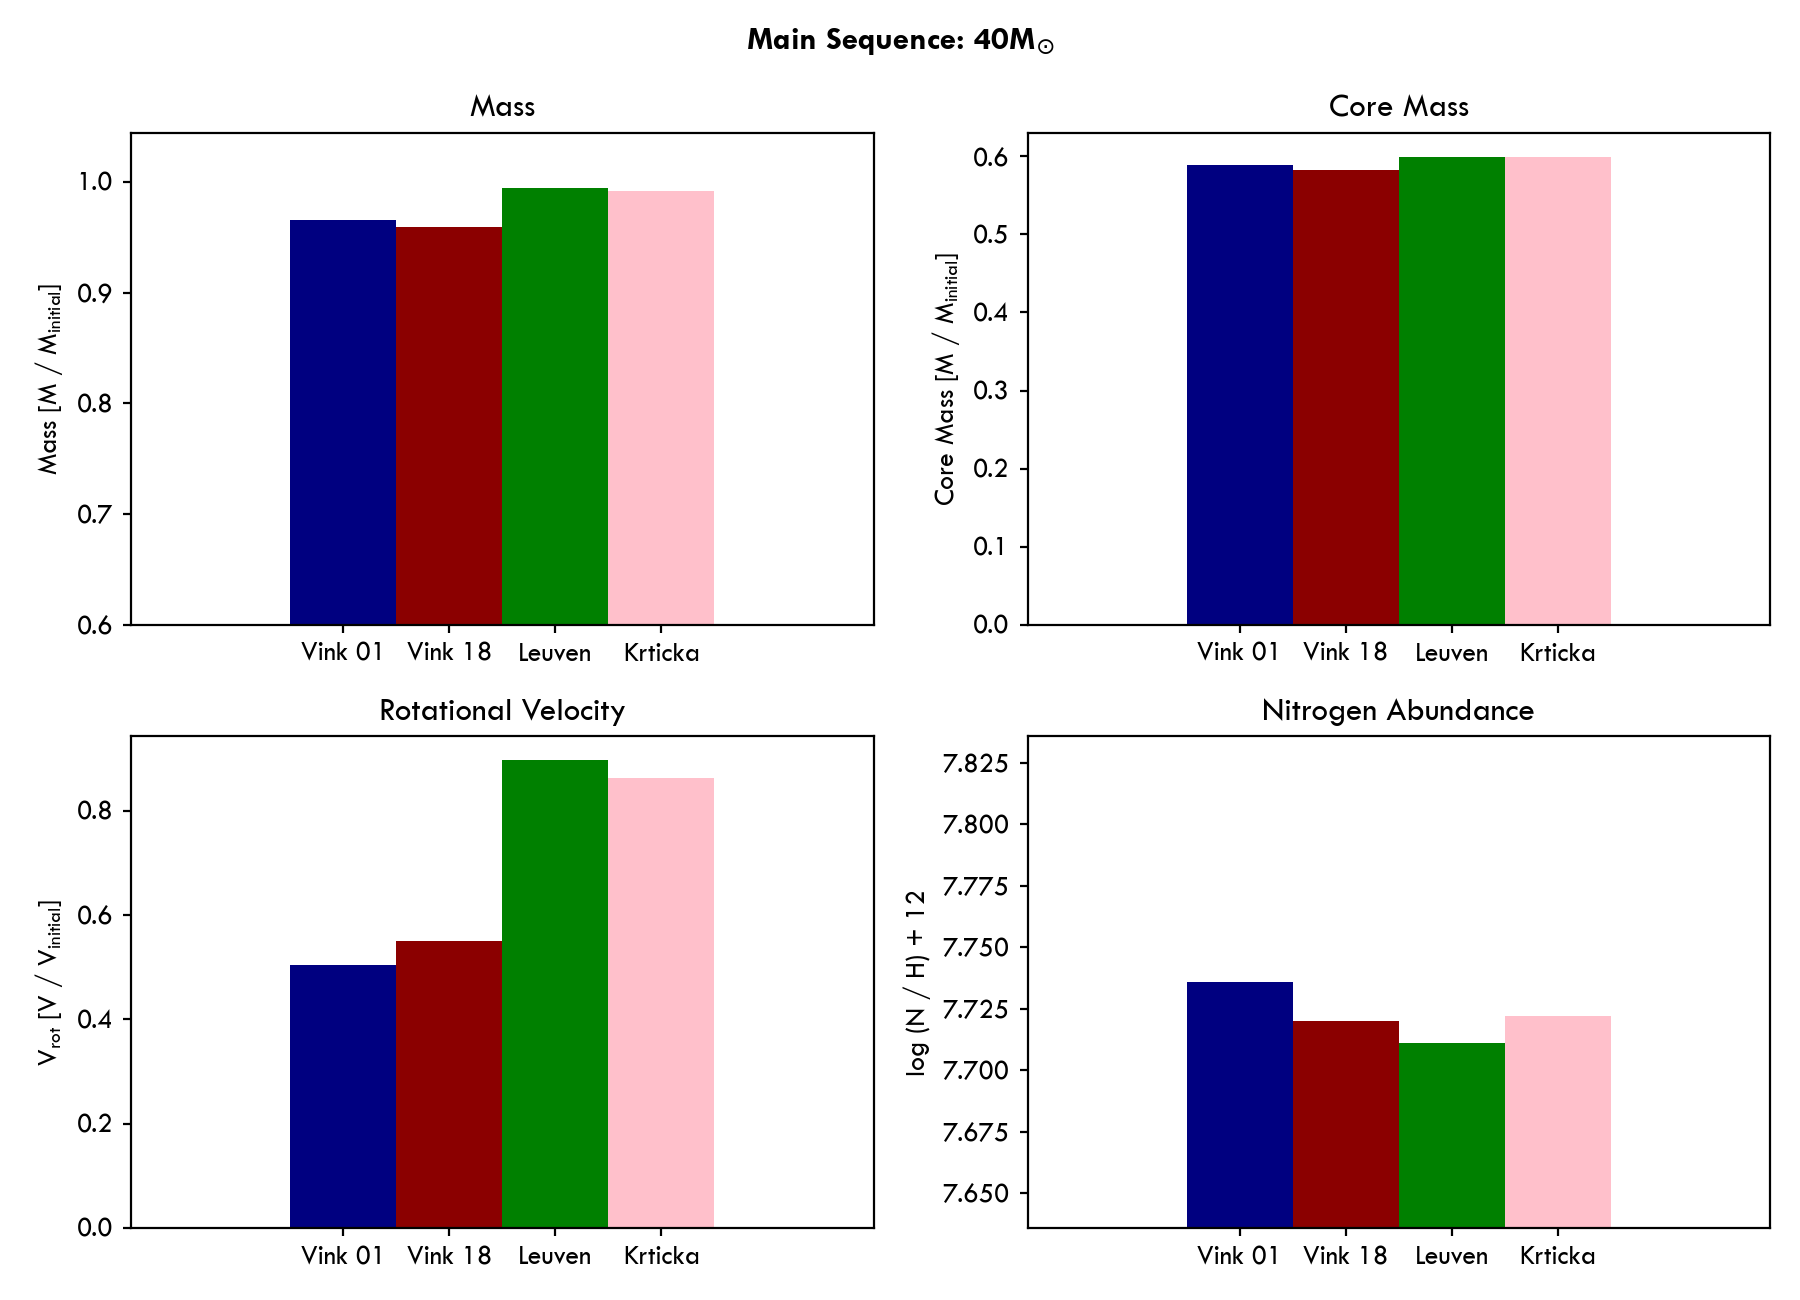 Main Sequence: 40M☉
Mass
Mass [M / Minitial]
1.0
0.9
0.8
0.7
0.6
Vink 01 Vink 18 Leuven Krticka
Core Mass
Core Mass [M / Minitial]
0.6
0.5
0.4
0.3
0.2
0.1
0.0
Vink 01 Vink 18 Leuven Krticka
Rotational Velocity
Vrot [V / Vinitial]
0.8
0.6
0.4
0.2
0.0
Vink 01 Vink 18 Leuven Krticka
Nitrogen Abundance
log (N / H) + 12
7.825
7.800
7.775
7.750
7.725
7.700
7.675
7.650
Vink 01 Vink 18 Leuven Krticka